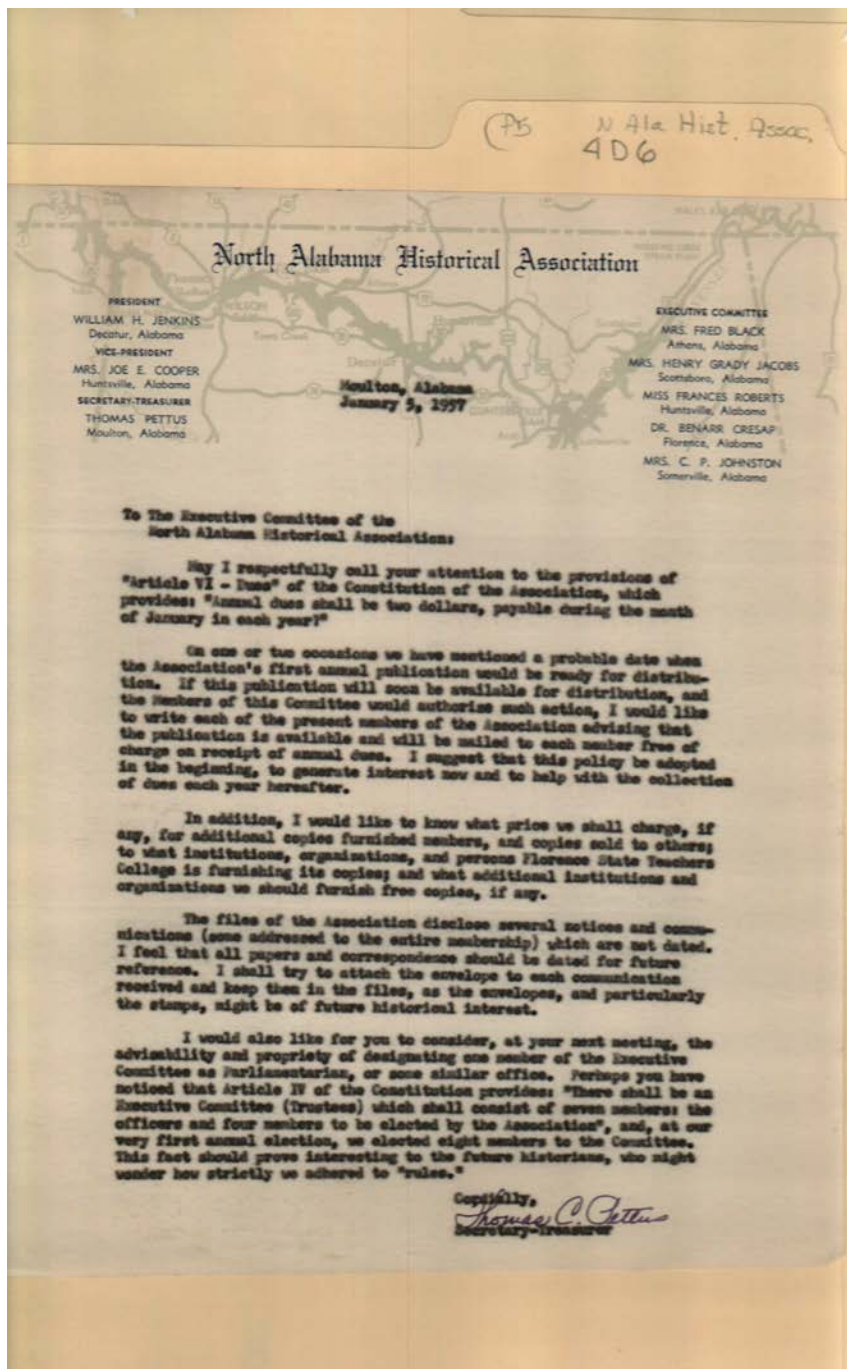 N Ala Hist. Assoc.
4D6
North Alabama Historical Association
PRESIDENT
WILLIAM H. JENKINS
Decatur, Alabama
VICE-PRESIDENT
MRS. JOE E. COOPER
Huntsville, Alabama
SECRETARY-TREASURER
THOMAS PETTUS
Moulton, Alabama
EXECUTIVE COMMITTEE
MRS. FRED BLACK
Athens, Alabama
MRS. HENRY GRADY JACOBS
Scottsboro, Alabama
MISS FRANCES ROBERTS
Huntsville, Alabama
DR. BENARR CRESAP
Florence, Alabama
MRS. C. P. JOHNSTON
Somerville, Alabama
Decatur
Town Creek
Moulton, Alabama
January 5, 1957
To The Executive Committee of the
North Alabama Historical Association:
May I respectfully call your attention to the provisions of
"Article VI - Dues" of the Constitution of the Association, which
provides: "Annual dues shall be two dollars, payable during the month
of January in each year!"
On one or two occasions we have mentioned a probable date when
the Association's first annual publication would be ready for distribu-
tion. If this publication will soon be available for distribution, and
the Members of this Committee would authorize such action, I would like
to write each of the present members of the Association advising that
the publication is available and will be mailed to each member free of
charge on receipt of annual dues. I suggest that this policy be adopted
in the beginning, to generate interest now and to help with the collection
of dues each year hereafter.
In addition, I would like to know what price we shall charge, if
any, for additional copies furnished members, and copies sold to others;
to what institutions, organizations, and persons Florence State Teachers
College is furnishing its copies; and what additional institutions and
organizations we should furnish free copies, if any.
The files of the Association disclose several notices and commu-
nications (some addressed to the entire membership) which are not dated.
I feel that all papers and correspondence should be dated for future
reference. I shall try to attach the envelope to each communication
received and keep them in the files, as the envelopes, and particularly
the stamps, might be of future historical interest.
I would also like for you to consider, at your next meeting, the
advisability and propriety of designating one member of the Executive
Committee as Parliamentarian, or some similar office. Perhaps you have
noticed that Article IV of the Constitution provides: "There shall be an
Executive Committee (Trustees) which shall consist of seven members: the
officers and four members to be elected by the Association", and, at our
very first annual election, we elected eight members to the Committee.
This fact should prove interesting to the future historians, who might
wonder how strictly we adhered to "rules."
Cordially,
Thomas C. Pettus
Secretary-Treasurer